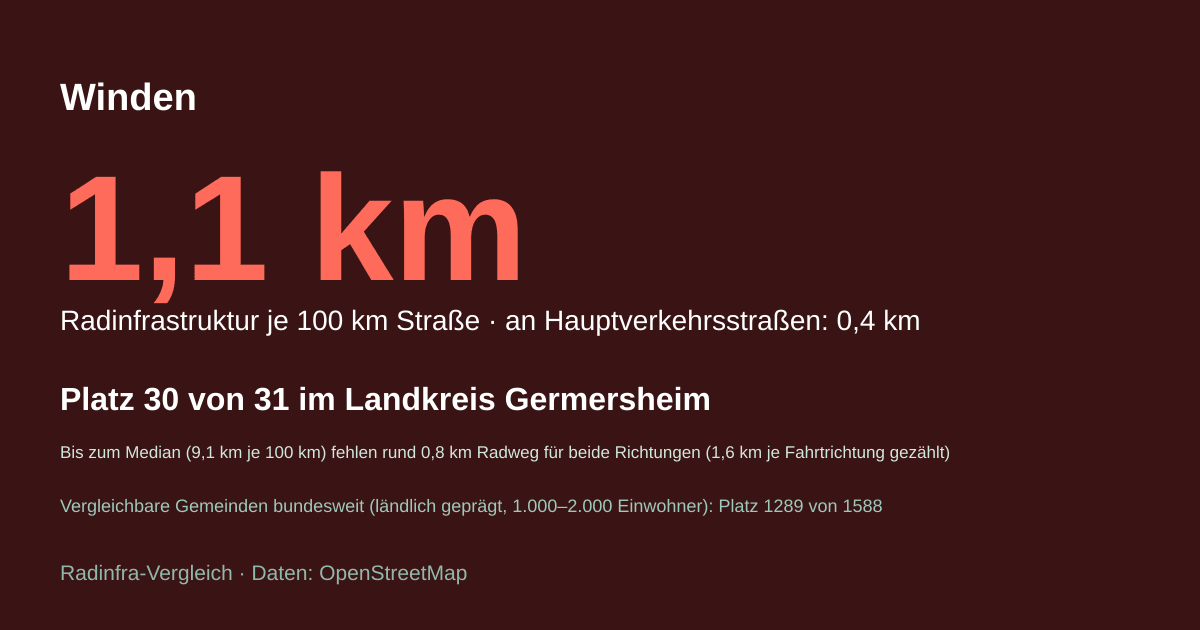 Winden
1,1 km
Radinfrastruktur je 100 km Straße · an Hauptverkehrsstraßen: 0,4 km
Platz 30 von 31 im Landkreis Germersheim
Bis zum Median (9,1 km je 100 km) fehlen rund 0,8 km Radweg für beide Richtungen (1,6 km je Fahrtrichtung gezählt)
Vergleichbare Gemeinden bundesweit (ländlich geprägt, 1.000–2.000 Einwohner): Platz 1289 von 1588
Radinfra-Vergleich · Daten: OpenStreetMap